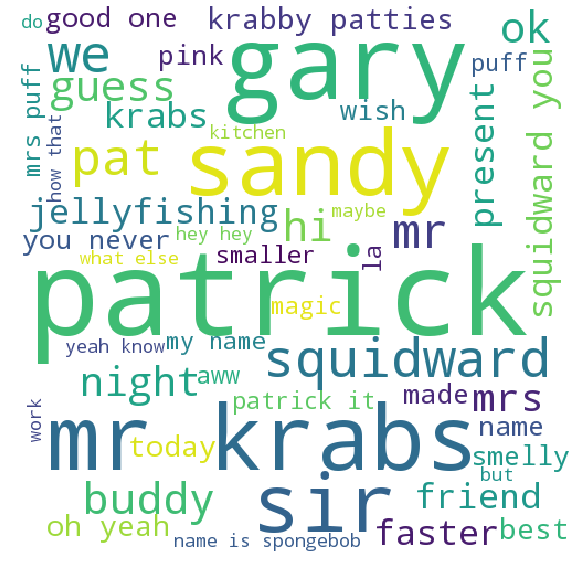 do
good one
krabby patties
ok
we
gary
pink
puff
guess
mrs puff
krabs
wish
present
squidward you
how that
kitchen
pat
sandy
jellyfishing
hi
maybe
mr
you never
hey hey
smaller
la
what else
patrick
magic
yeah know
my name
squidward
night
aww
patrick it
made
mrs
work
mr krabs
today
name
smelly
but
buddy
sir
friend
oh yeah
name is spongebob
faster
best